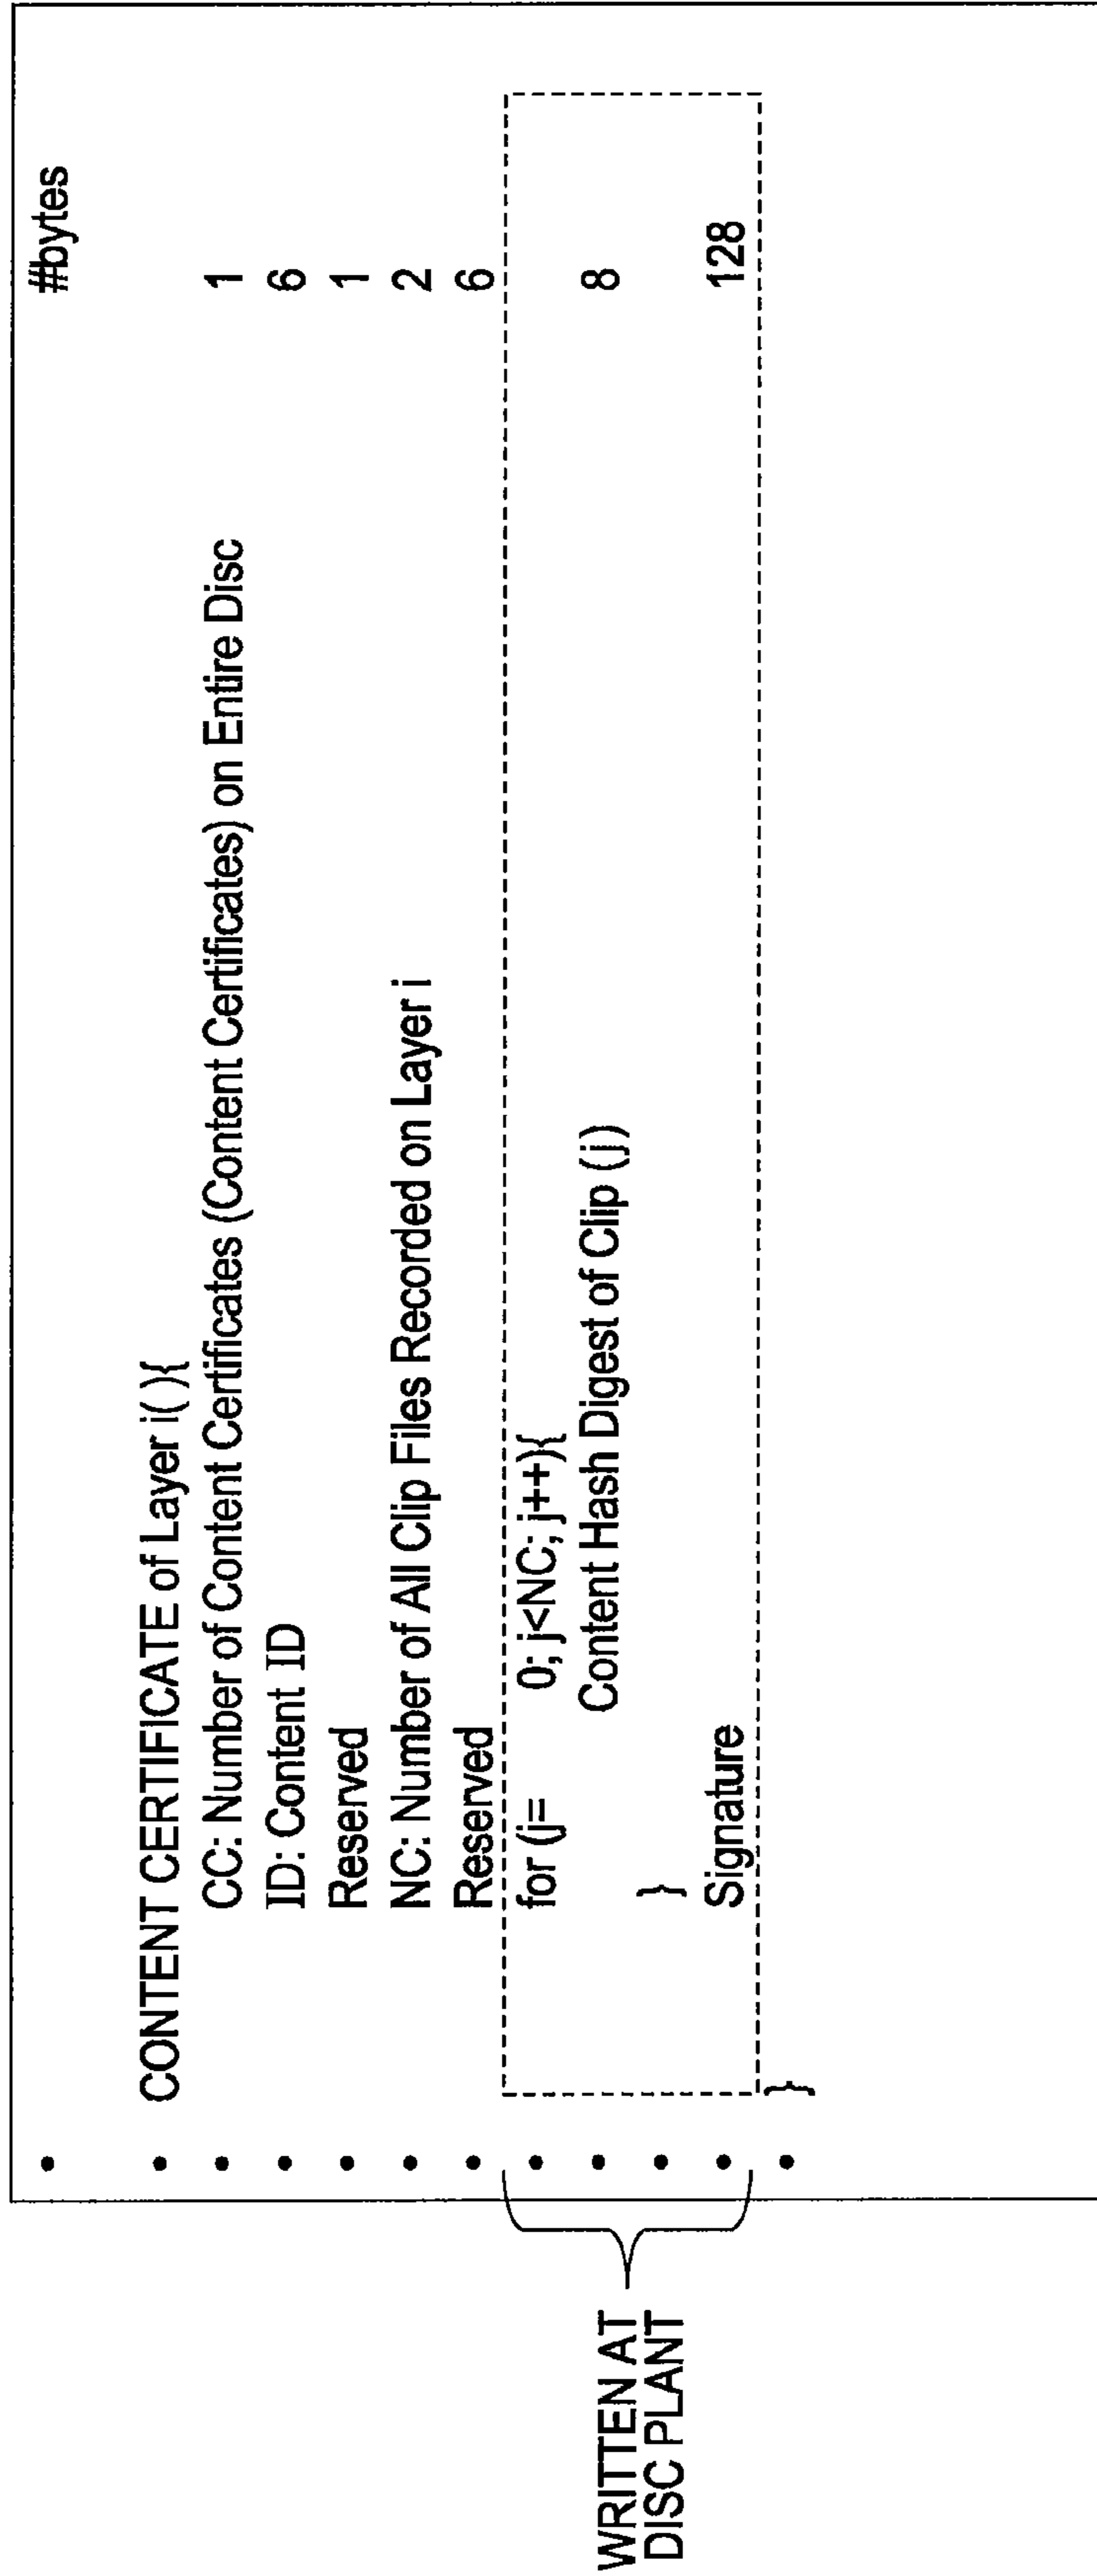 #bytes
CONTENT CERTIFICATE of Layer i( ){
CC: Number of Content Certificates (Content Certificates) on Entire Disc 1
ID: Content ID 6
Reserved 1
NC: Number of All Clip Files Recorded on Layer i 2
Reserved 6
for (j= 0; j<NC; j++){
Content Hash Digest of Clip (j) 8
}
Signature 128
}
WRITTEN AT
DISC PLANT